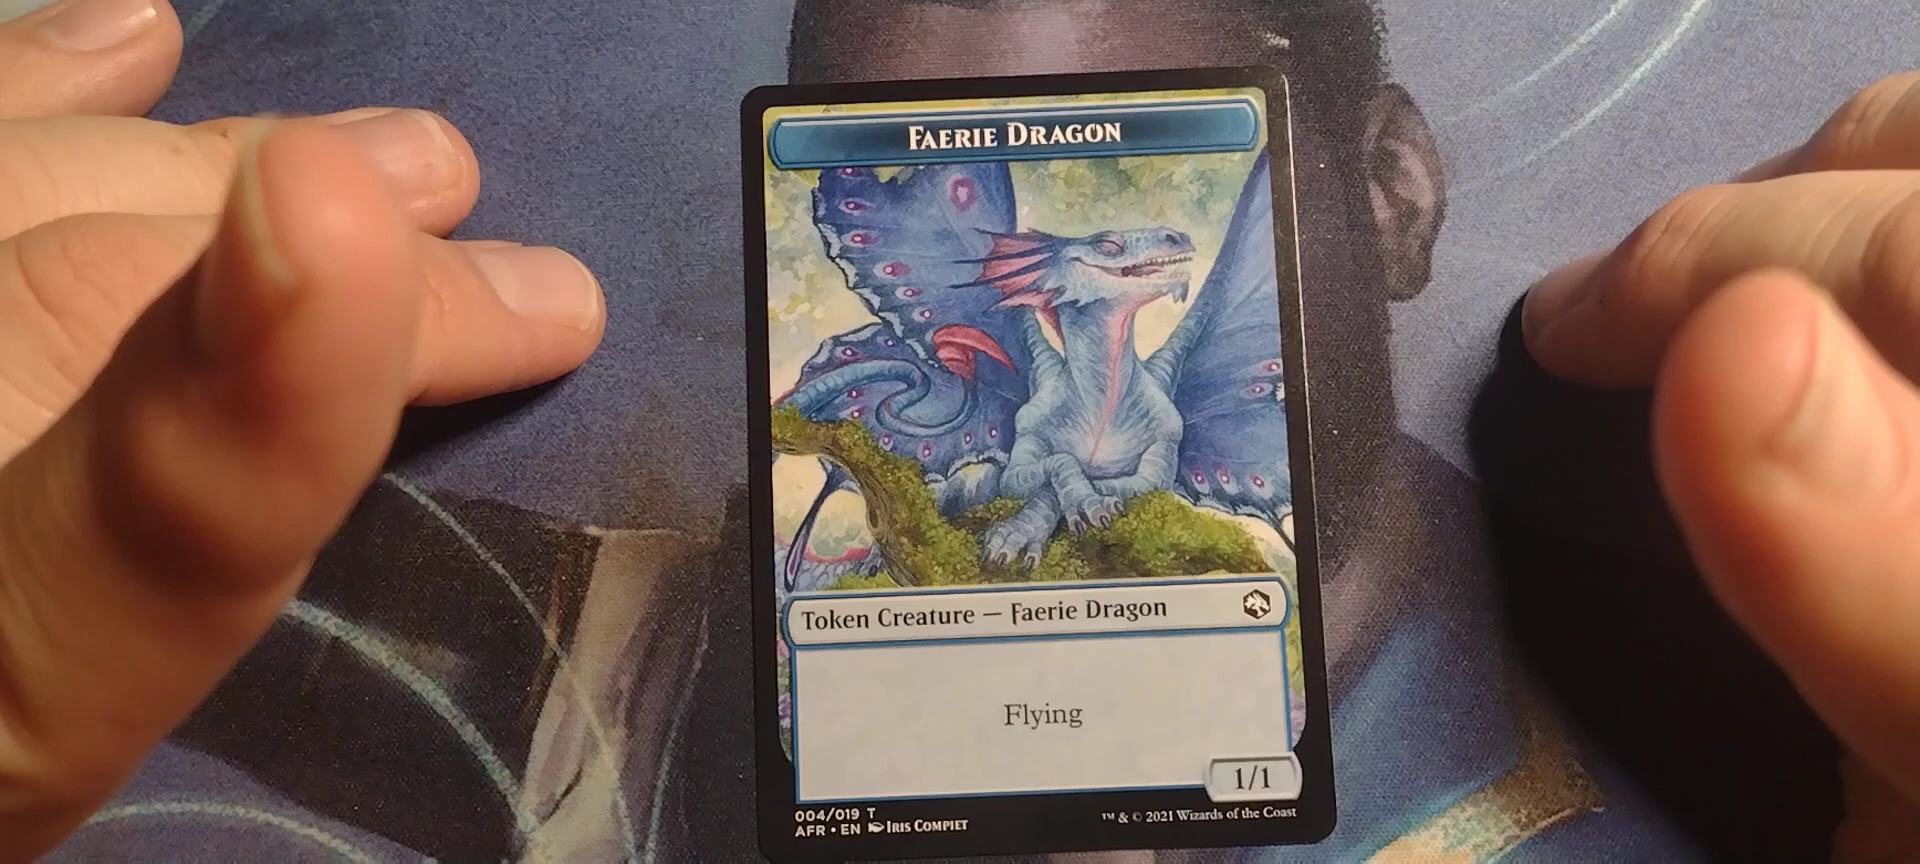 FAERIE DRAGON
Token Creature — Faerie Dragon
Flying
1/1
004/019 T
AFR • EN IRIS COMPIET
™ & © 2021 Wizards of the Coast